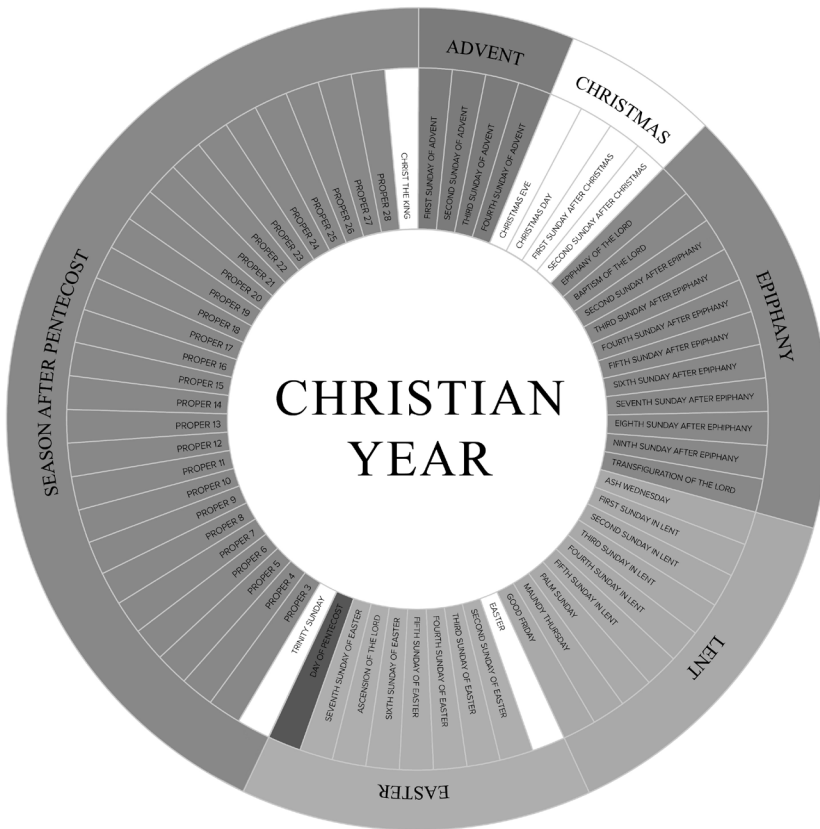 CHRISTIAN
YEAR
ADVENT
FIRST SUNDAY OF ADVENT
SECOND SUNDAY OF ADVENT
THIRD SUNDAY OF ADVENT
FOURTH SUNDAY OF ADVENT
CHRISTMAS
CHRISTMAS EVE
CHRISTMAS DAY
FIRST SUNDAY AFTER CHRISTMAS
SECOND SUNDAY AFTER CHRISTMAS
EPIPHANY
EPIPHANY OF THE LORD
BAPTISM OF THE LORD
SECOND SUNDAY AFTER EPIPHANY
THIRD SUNDAY AFTER EPIPHANY
FOURTH SUNDAY AFTER EPIPHANY
FIFTH SUNDAY AFTER EPIPHANY
SIXTH SUNDAY AFTER EPIPHANY
SEVENTH SUNDAY AFTER EPIPHANY
EIGHTH SUNDAY AFTER EPHIPHANY
NINTH SUNDAY AFTER EPIPHANY
TRANSFIGURATION OF THE LORD
LENT
ASH WEDNESDAY
FIRST SUNDAY IN LENT
SECOND SUNDAY IN LENT
THIRD SUNDAY IN LENT
FOURTH SUNDAY IN LENT
FIFTH SUNDAY IN LENT
PALM SUNDAY
MAUNDY THURSDAY
GOOD FRIDAY
EASTER
EASTER
SECOND SUNDAY OF EASTER
THIRD SUNDAY OF EASTER
FOURTH SUNDAY OF EASTER
FIFTH SUNDAY OF EASTER
SIXTH SUNDAY OF EASTER
ASCENSION OF THE LORD
SEVENTH SUNDAY OF EASTER
DAY OF PENTECOST
SEASON AFTER PENTECOST
TRINITY SUNDAY
PROPER 3
PROPER 4
PROPER 5
PROPER 6
PROPER 7
PROPER 8
PROPER 9
PROPER 10
PROPER 11
PROPER 12
PROPER 13
PROPER 14
PROPER 15
PROPER 16
PROPER 17
PROPER 18
PROPER 19
PROPER 20
PROPER 21
PROPER 22
PROPER 23
PROPER 24
PROPER 25
PROPER 26
PROPER 27
PROPER 28
CHRIST THE KING